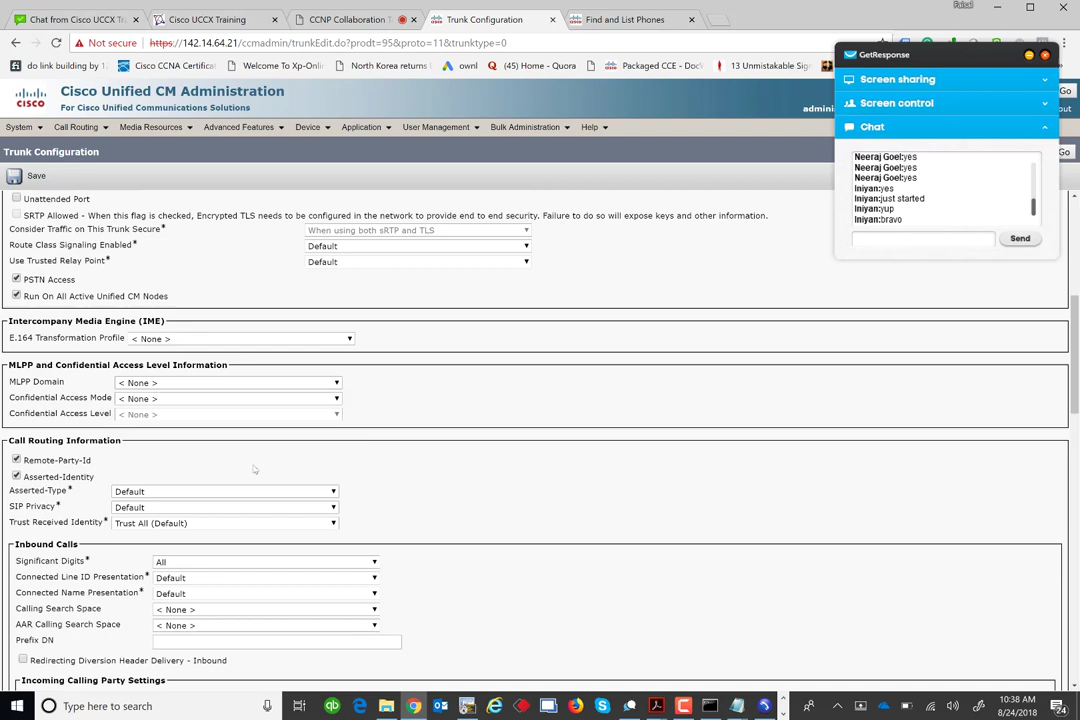 Chat from Cisco UCCX Tra
Cisco UCCX Training
CCNP Collaboration T
Trunk Configuration
Find and List Phones
Faisal
Not secure
https://142.14.64.21/ccmadmin/trunkEdit.do?prodt=95&proto=11&trunktype=0
do link building by 1
Cisco CCNA Certifica
Welcome To Xp-Onli
North Korea returns
ownl
(45) Home - Quora
Packaged CCE - Doc
13 Unmistakable Sig
GetResponse
Screen sharing
Screen control
Chat
Neeraj Goel:yes
Neeraj Goel:yes
Neeraj Goel:yes
Iniyan:yes
Iniyan:just started
Iniyan:yup
Iniyan:bravo
Send
CISCO
Cisco Unified CM Administration
For Cisco Unified Communications Solutions
Go
admini
out
System
Call Routing
Media Resources
Advanced Features
Device
Application
User Management
Bulk Administration
Help
Trunk Configuration
Go
Save
Unattended Port
SRTP Allowed - When this flag is checked, Encrypted TLS needs to be configured in the network to provide end to end security. Failure to do so will expose keys and other information.
Consider Traffic on This Trunk Secure* When using both sRTP and TLS
Route Class Signaling Enabled* Default
Use Trusted Relay Point* Default
PSTN Access
Run On All Active Unified CM Nodes
Intercompany Media Engine (IME)
E.164 Transformation Profile < None >
MLPP and Confidential Access Level Information
MLPP Domain < None >
Confidential Access Mode < None >
Confidential Access Level < None >
Call Routing Information
Remote-Party-Id
Asserted-Identity
Asserted-Type* Default
SIP Privacy* Default
Trust Received Identity* Trust All (Default)
Inbound Calls
Significant Digits* All
Connected Line ID Presentation* Default
Connected Name Presentation* Default
Calling Search Space < None >
AAR Calling Search Space < None >
Prefix DN
Redirecting Diversion Header Delivery - Inbound
Incoming Calling Party Settings
Type here to search
10:38 AM
8/24/2018
24